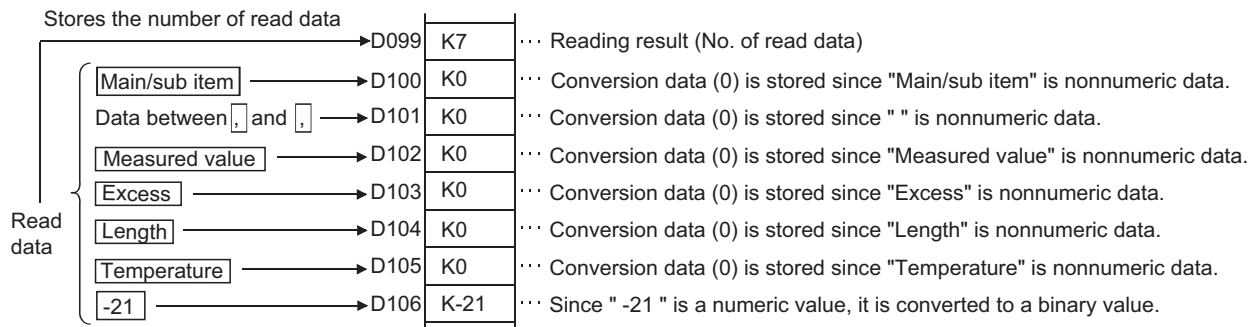 Stores the number of read data
D099 K7 ··· Reading result (No. of read data)
Main/sub item D100 K0 ··· Conversion data (0) is stored since "Main/sub item" is nonnumeric data.
Data between , and , D101 K0 ··· Conversion data (0) is stored since " " is nonnumeric data.
Measured value D102 K0 ··· Conversion data (0) is stored since "Measured value" is nonnumeric data.
Excess D103 K0 ··· Conversion data (0) is stored since "Excess" is nonnumeric data.
Read data
Length D104 K0 ··· Conversion data (0) is stored since "Length" is nonnumeric data.
Temperature D105 K0 ··· Conversion data (0) is stored since "Temperature" is nonnumeric data.
-21 D106 K-21 ··· Since " -21 " is a numeric value, it is converted to a binary value.